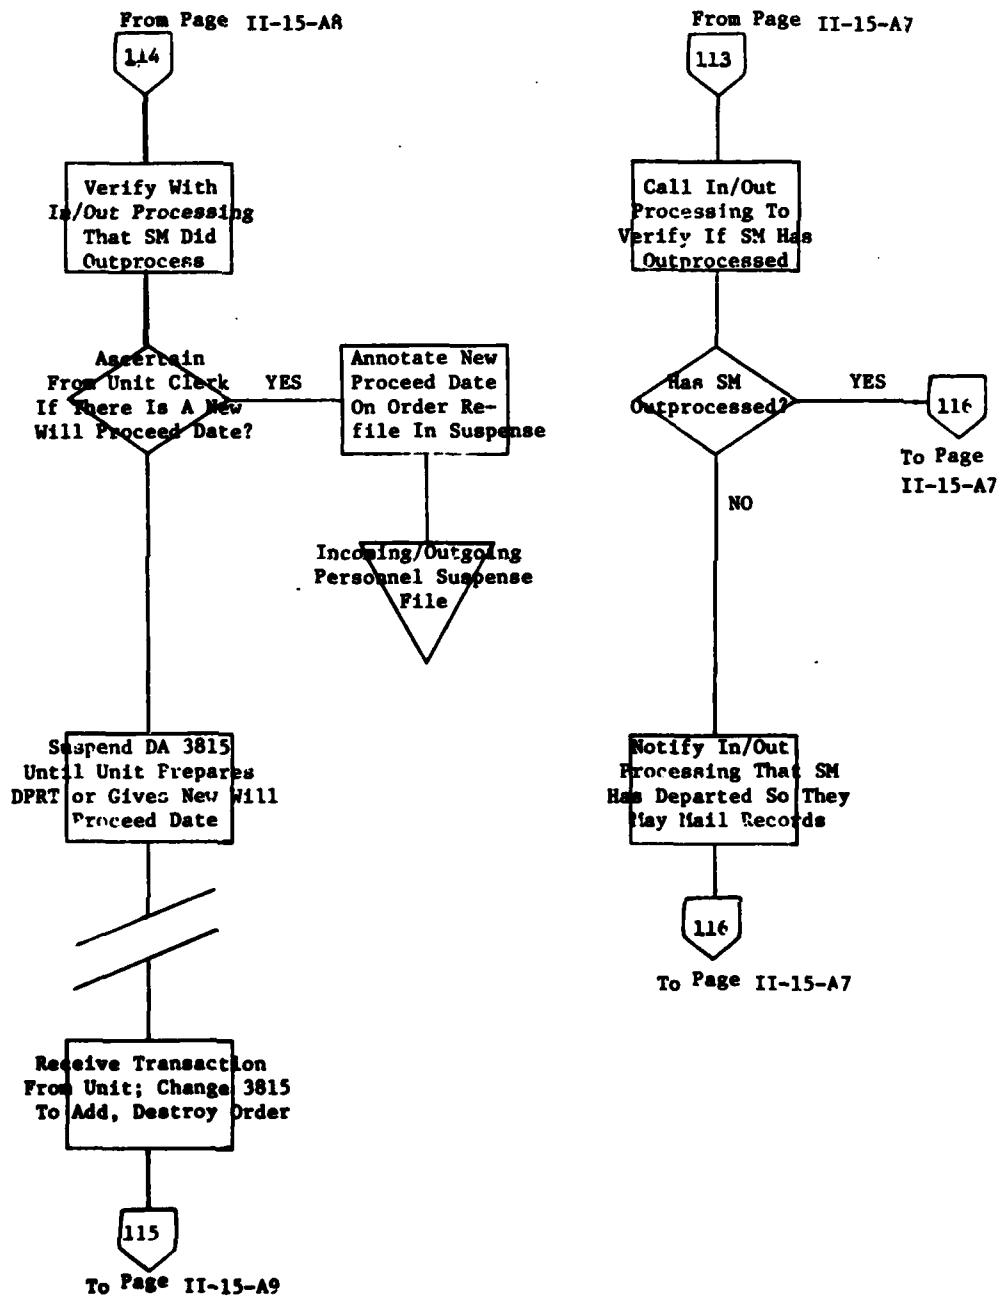 From Page II-15-A8
114
Verify With
In/Out Processing
That SM Did
Outprocess
Ascertain
From Unit Clerk
If There Is A New
Will Proceed Date?
YES
Annotate New
Proceed Date
On Order Re-
file In Suspense
Incoming/Outgoing
Personnel Suspense
File
Suspend DA 3815
Until Unit Prepares
DPRT or Gives New Will
Proceed Date
Receive Transaction
From Unit; Change 3815
To Add, Destroy Order
115
To Page II-15-A9
From Page II-15-A7
113
Call In/Out
Processing To
Verify If SM Has
Outprocessed
Has SM
Outprocessed?
YES
116
To Page
II-15-A7
NO
Notify In/Out
Processing That SM
Has Departed So They
May Mail Records
116
To Page II-15-A7